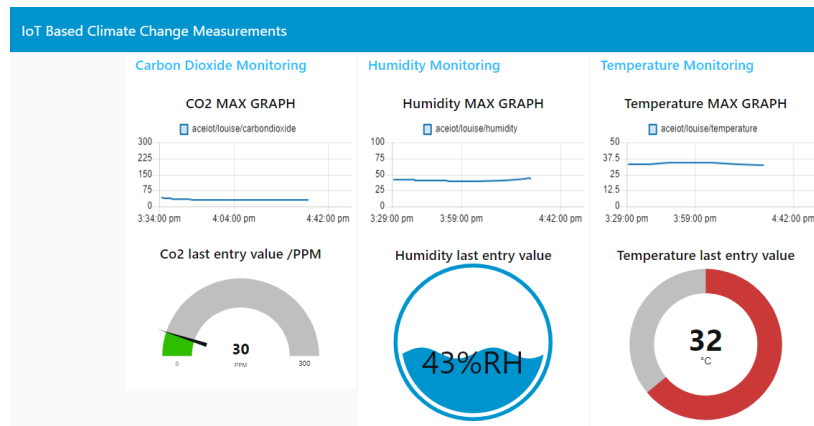 IoT Based Climate Change Measurements
Carbon Dioxide Monitoring
CO2 MAX GRAPH
aceiot/louise/carbondioxide
300
225
150
75
0
3:34:00 pm 4:04:00 pm 4:42:00 pm
Co2 last entry value /PPM
30
PPM
0 300
Humidity Monitoring
Humidity MAX GRAPH
aceiot/louise/humidity
100
75
50
25
0
3:29:00 pm 3:59:00 pm 4:42:00 pm
Humidity last entry value
43%RH
Temperature Monitoring
Temperature MAX GRAPH
aceiot/louise/temperature
50
37.5
25
12.5
0
3:29:00 pm 3:59:00 pm 4:42:00 pm
Temperature last entry value
32
°C